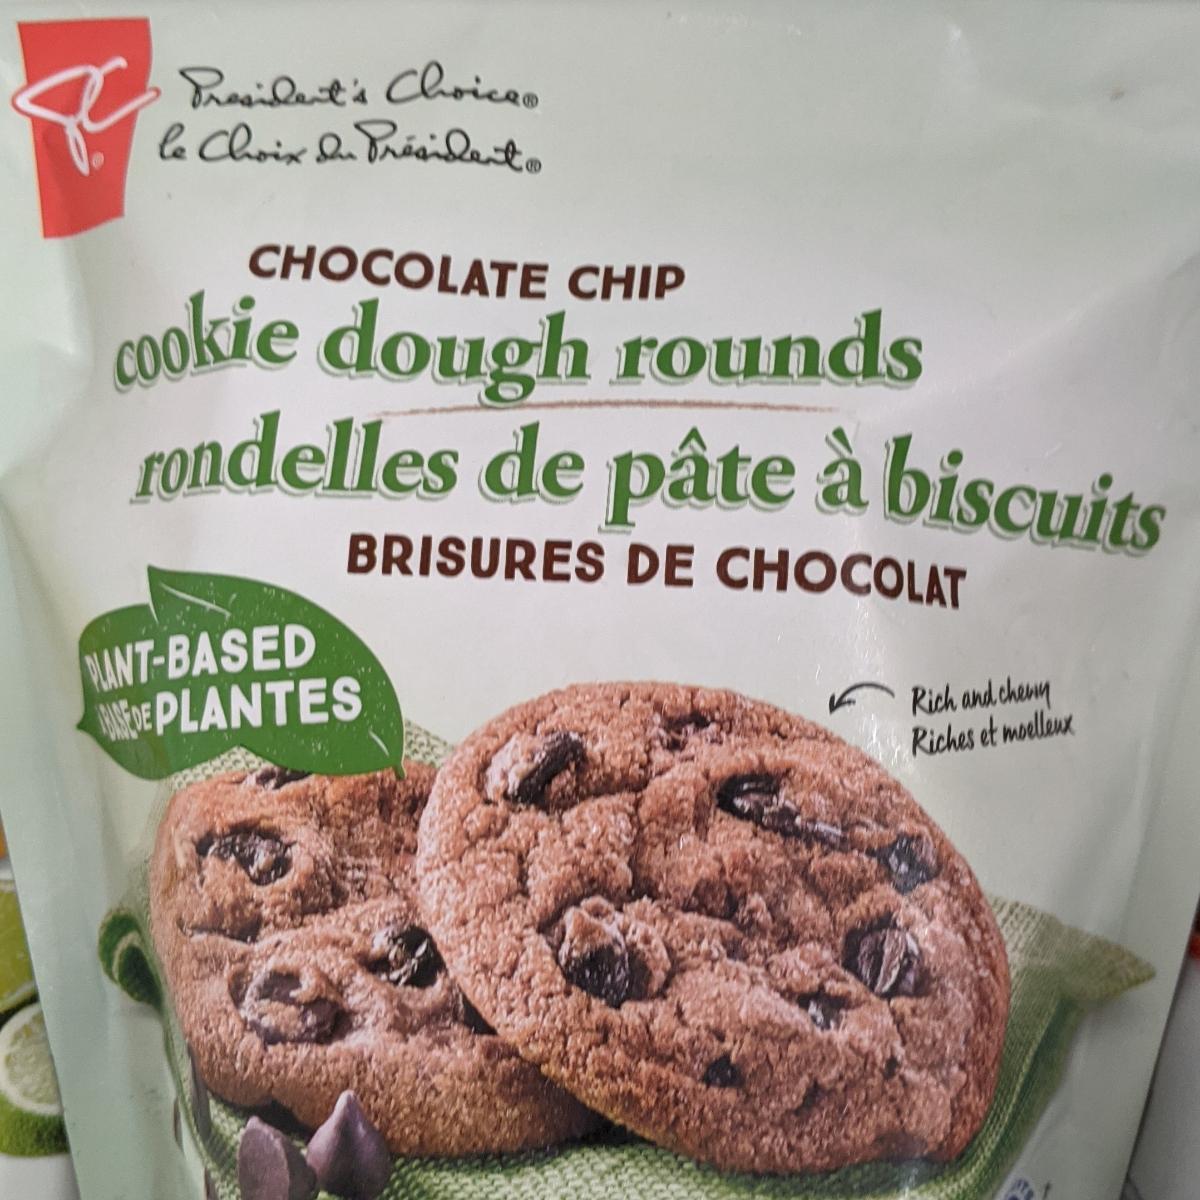 President's Choice®
le Choix du Président®
CHOCOLATE CHIP
cookie dough rounds
rondelles de pâte à biscuits
BRISURES DE CHOCOLAT
PLANT-BASED
À BASE DE PLANTES
Rich and chewy
Riches et moelleux